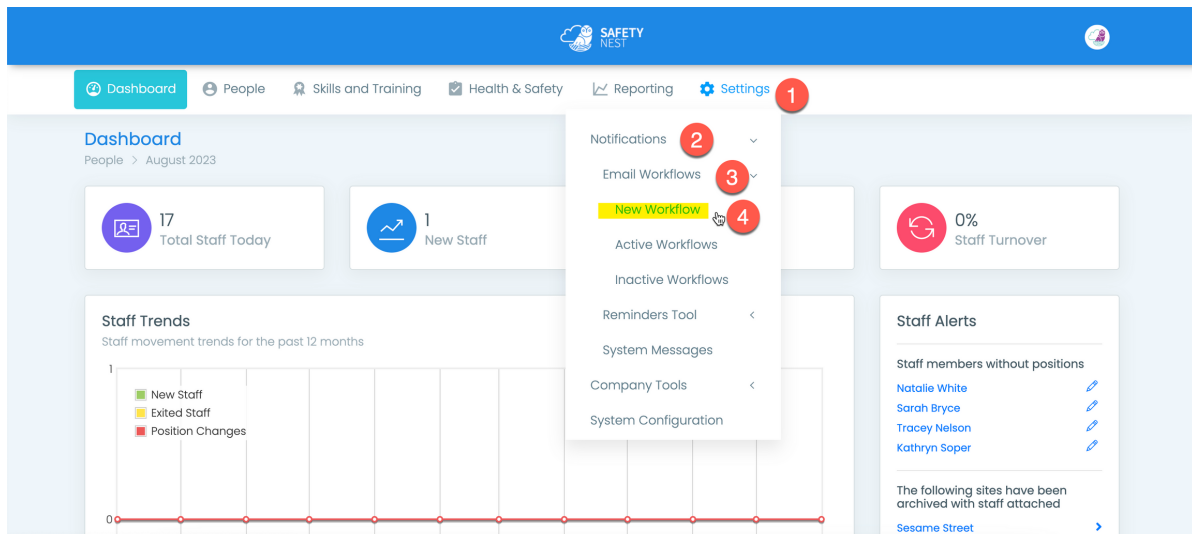 SAFETY
NEST
Dashboard People Skills and Training Health & Safety Reporting Settings 1
Dashboard
People > August 2023
Notifications 2
Email Workflows 3
New Workflow 4
Active Workflows
Inactive Workflows
Reminders Tool
System Messages
Company Tools
System Configuration
17
Total Staff Today
1
New Staff
0%
Staff Turnover
Staff Trends
Staff movement trends for the past 12 months
1
New Staff
Exited Staff
Position Changes
0
Staff Alerts
Staff members without positions
Natalie White
Sarah Bryce
Tracey Nelson
Kathryn Soper
The following sites have been
archived with staff attached
Sesame Street